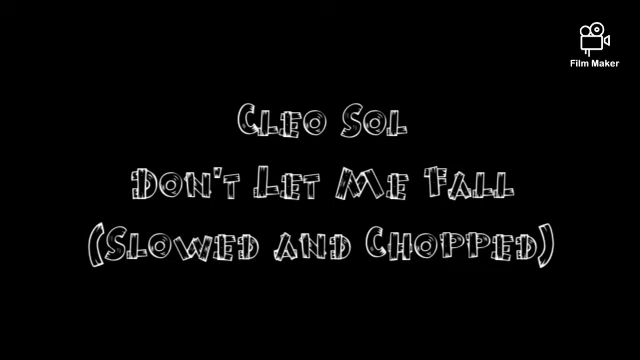 Film Maker
Cleo Sol
Don't Let Me Fall
(Slowed and Chopped)